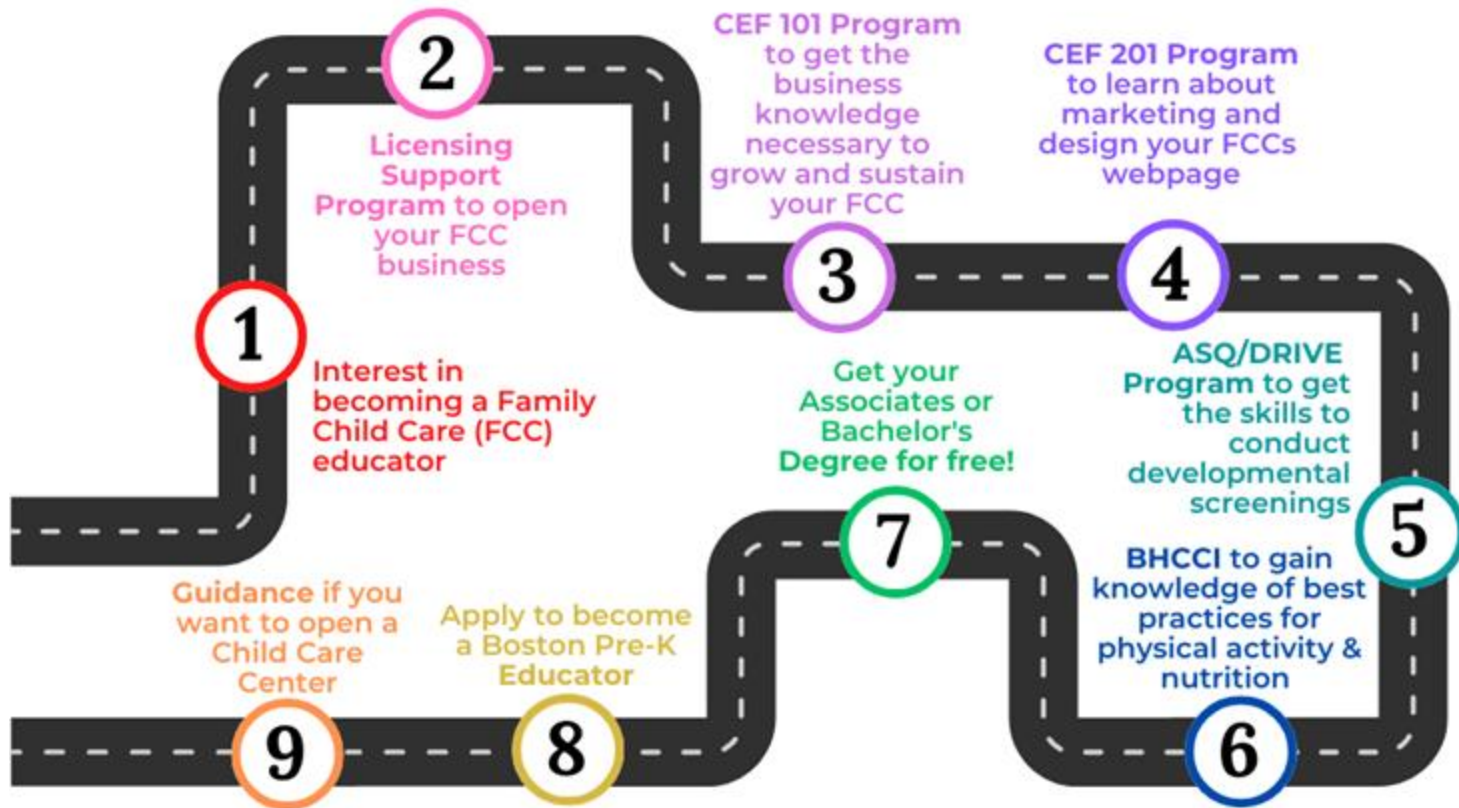 1
Interest in
becoming a Family
Child Care (FCC)
educator
2
Licensing
Support
Program to open
your FCC
business
CEF 101 Program
to get the
business
knowledge
necessary to
grow and sustain
your FCC
3
CEF 201 Program
to learn about
marketing and
design your FCCs
webpage
4
ASQ/DRIVE
Program to get
the skills to
conduct
developmental
screenings
5
BHCCI to gain
knowledge of best
practices for
physical activity &
nutrition
6
Get your
Associates or
Bachelor's
Degree for free!
7
Apply to become
a Boston Pre-K
Educator
8
Guidance if you
want to open a
Child Care
Center
9